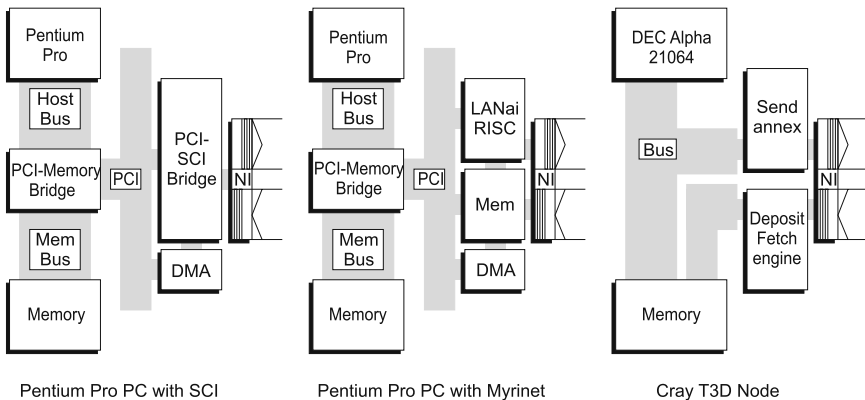 Pentium
Pro
Host
Bus
PCI-Memory
Bridge
Mem
Bus
Memory
PCI
PCI-
SCI
Bridge
DMA
NI
Pentium Pro PC with SCI
Pentium
Pro
Host
Bus
PCI-Memory
Bridge
Mem
Bus
Memory
PCI
LANai
RISC
Mem
DMA
NI
Pentium Pro PC with Myrinet
DEC Alpha
21064
Bus
Memory
Send
annex
Deposit
Fetch
engine
NI
Cray T3D Node